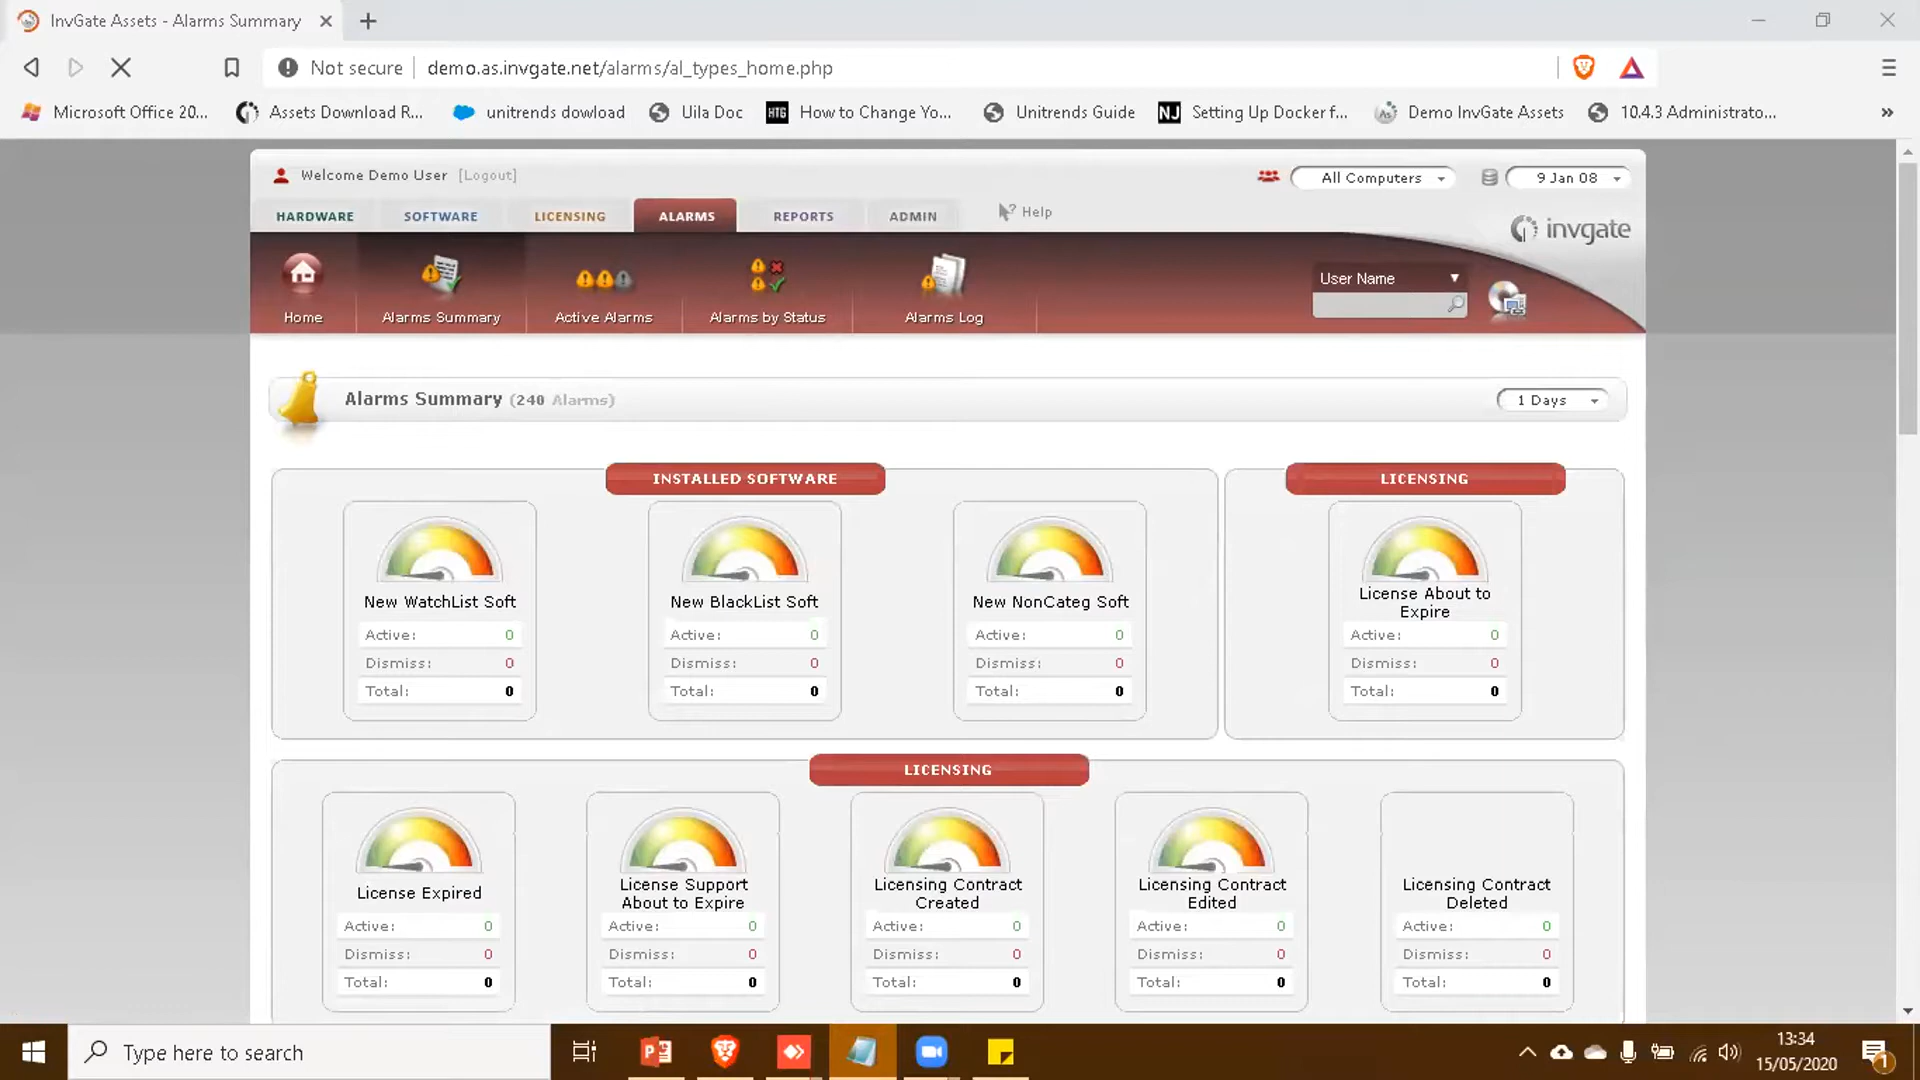 InvGate Assets - Alarms Summary
Not secure
demo.as.invgate.net/alarms/al_types_home.php
Microsoft Office 20...
Assets Download R...
unitrends dowload
Uila Doc
HTG How to Change Yo...
Unitrends Guide
NJ Setting Up Docker f...
As Demo InvGate Assets
10.4.3 Administrato...
»
Welcome Demo User [Logout]
All Computers
9 Jan 08
HARDWARE SOFTWARE LICENSING ALARMS REPORTS ADMIN
Help
invgate
Home
Alarms Summary
Active Alarms
Alarms by Status
Alarms Log
User Name
Alarms Summary (240 Alarms)
1 Days
INSTALLED SOFTWARE
New WatchList Soft
Active: 0
Dismiss: 0
Total: 0
New BlackList Soft
Active: 0
Dismiss: 0
Total: 0
New NonCateg Soft
Active: 0
Dismiss: 0
Total: 0
LICENSING
License About to
Expire
Active: 0
Dismiss: 0
Total: 0
LICENSING
License Expired
Active: 0
Dismiss: 0
Total: 0
License Support
About to Expire
Active: 0
Dismiss: 0
Total: 0
Licensing Contract
Created
Active: 0
Dismiss: 0
Total: 0
Licensing Contract
Edited
Active: 0
Dismiss: 0
Total: 0
Licensing Contract
Deleted
Active: 0
Dismiss: 0
Total: 0
Type here to search
13:34
15/05/2020
1